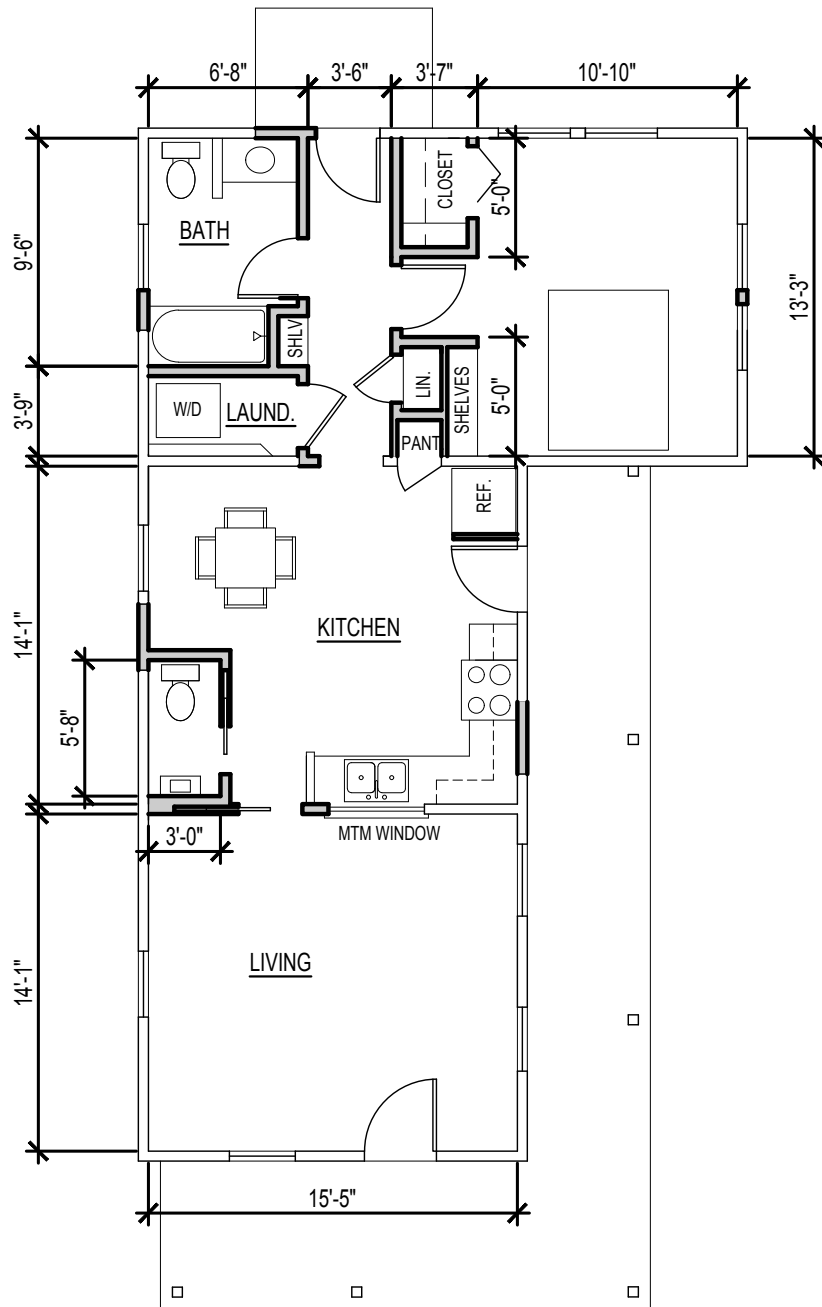 6'-8"
3'-6"
3'-7"
10'-10"
CLOSET
5'-0"
BATH
9'-6"
13'-3"
SHLV
LIN.
SHELVES
5'-0"
W/D
LAUND.
3'-9"
PANT
REF.
KITCHEN
14'-1"
5'-8"
MTM WINDOW
3'-0"
LIVING
14'-1"
15'-5"